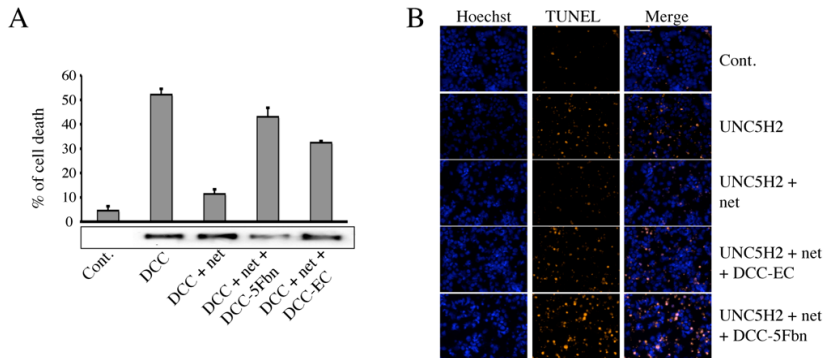 A
% of cell death
60
50
40
30
20
10
0
Cont.
DCC
DCC + net
DCC + net +
DCC-5Fbn
DCC + net +
DCC-EC
B
Hoechst TUNEL Merge
Cont.
UNC5H2
UNC5H2 +
net
UNC5H2 + net
+ DCC-EC
UNC5H2 + net
+ DCC-5Fbn